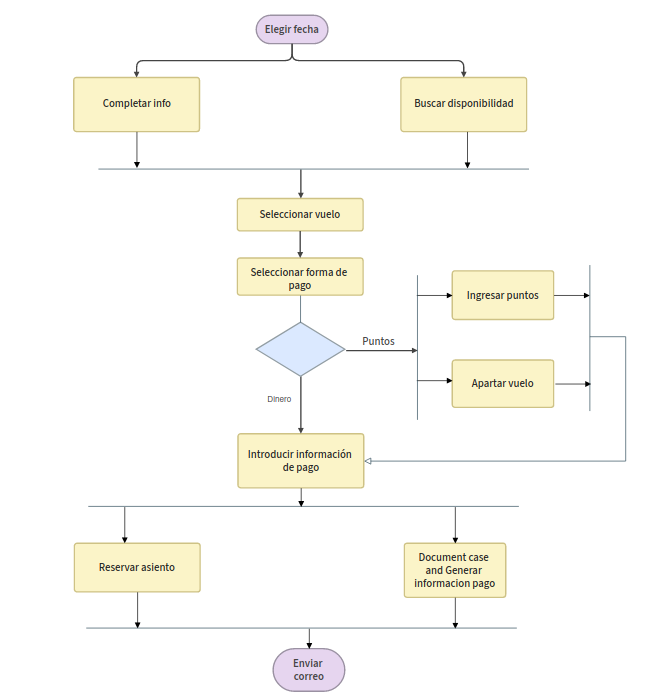 Elegir fecha
Completar info
Buscar disponibilidad
Seleccionar vuelo
Seleccionar forma de
pago
Ingresar puntos
Puntos
Apartar vuelo
Dinero
Introducir información
de pago
Reservar asiento
Document case
and Generar
informacion pago
Enviar
correo